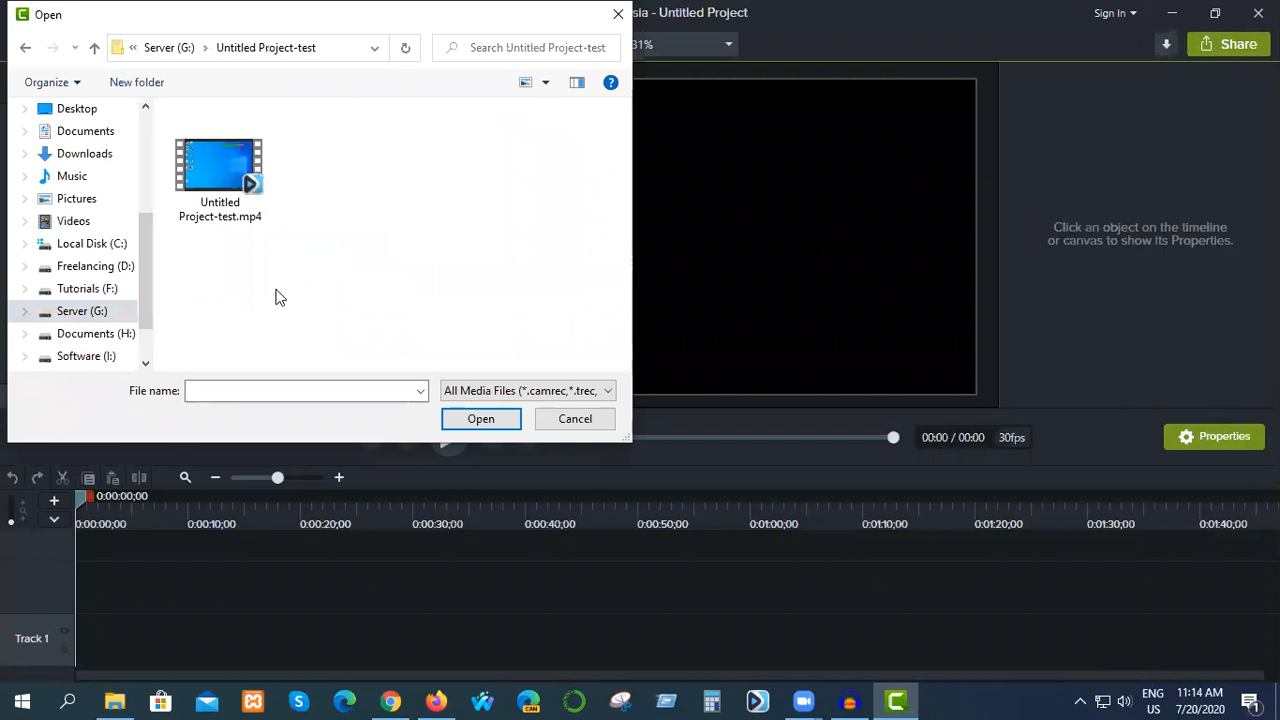 Open
sia - Untitled Project
Sign In
Server (G:)
Untitled Project-test
Search Untitled Project-test
31%
Share
Organize
New folder
Desktop
Documents
Downloads
Music
Pictures
Videos
Local Disk (C:)
Freelancing (D:)
Tutorials (F:)
Server (G:)
Documents (H:)
Software (I:)
Untitled
Project-test.mp4
Click an object on the timeline
or canvas to show its Properties.
File name:
All Media Files (*.camrec,*.trec,
Open
Cancel
00:00 / 00:00
30fps
Properties
0:00:00;00
0:00:00;00
0:00:10;00
0:00:20;00
0:00:30;00
0:00:40;00
0:00:50;00
0:01:00;00
0:01:10;00
0:01:20;00
0:01:30;00
0:01:40;00
Track 1
CAN
ENG
US
11:14 AM
7/20/2020
1